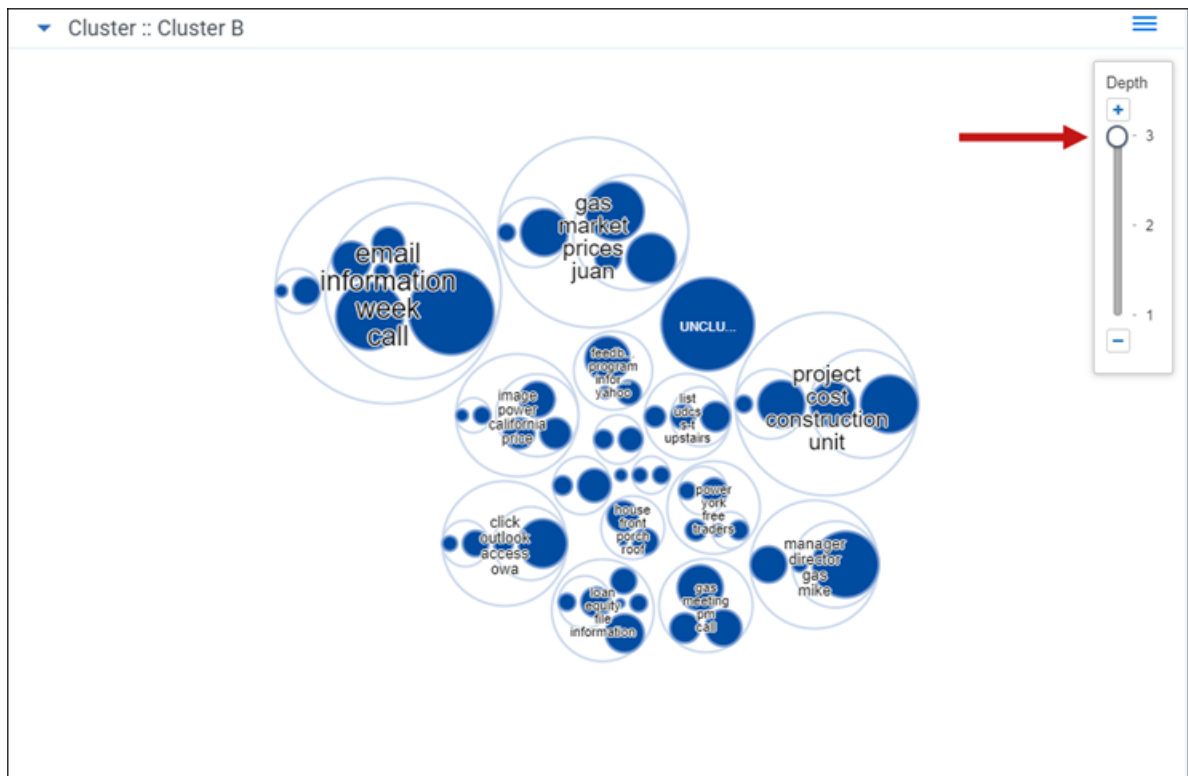 Cluster :: Cluster B
Depth
+
3
2
1
−
gas
market
prices
juan
email
information
week
call
UNCLU...
feedb...
program
infor
yahoo
project
cost
construction
unit
image
power
california
price
list
udcs
s-t
upstairs
click
outlook
access
owa
house
front
porch
roof
power
york
free
traders
manager
director
gas
mike
loan
equity
file
information
gas
meeting
pm
call